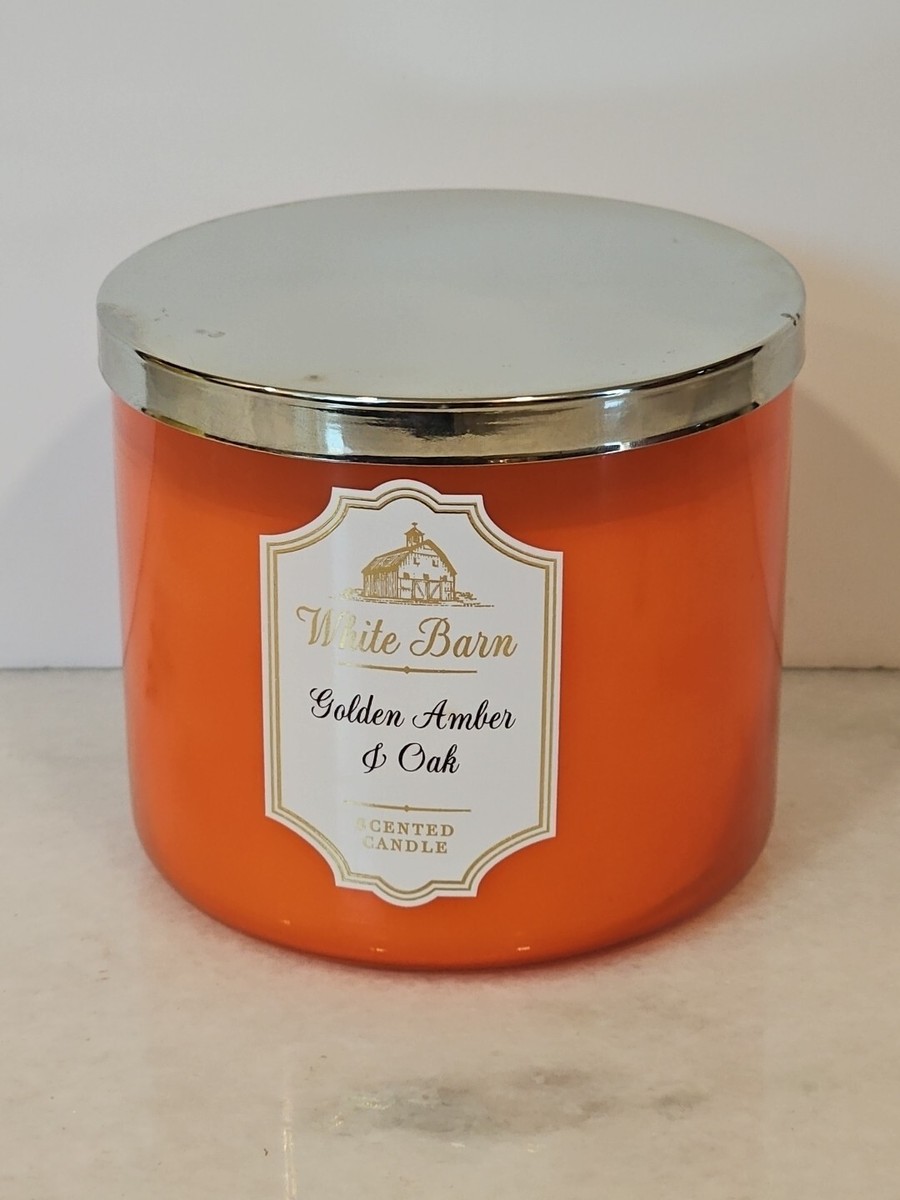 White Barn
Golden Amber
& Oak
SCENTED
CANDLE